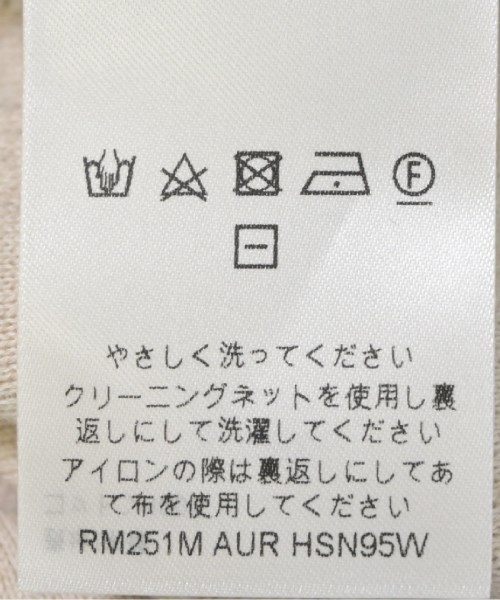 F
やさしく洗ってください
クリーニングネットを使用し裏
返しにして洗濯してください
アイロンの際は裏返しにしてあ
て布を使用してください
RM251M AUR HSN95W